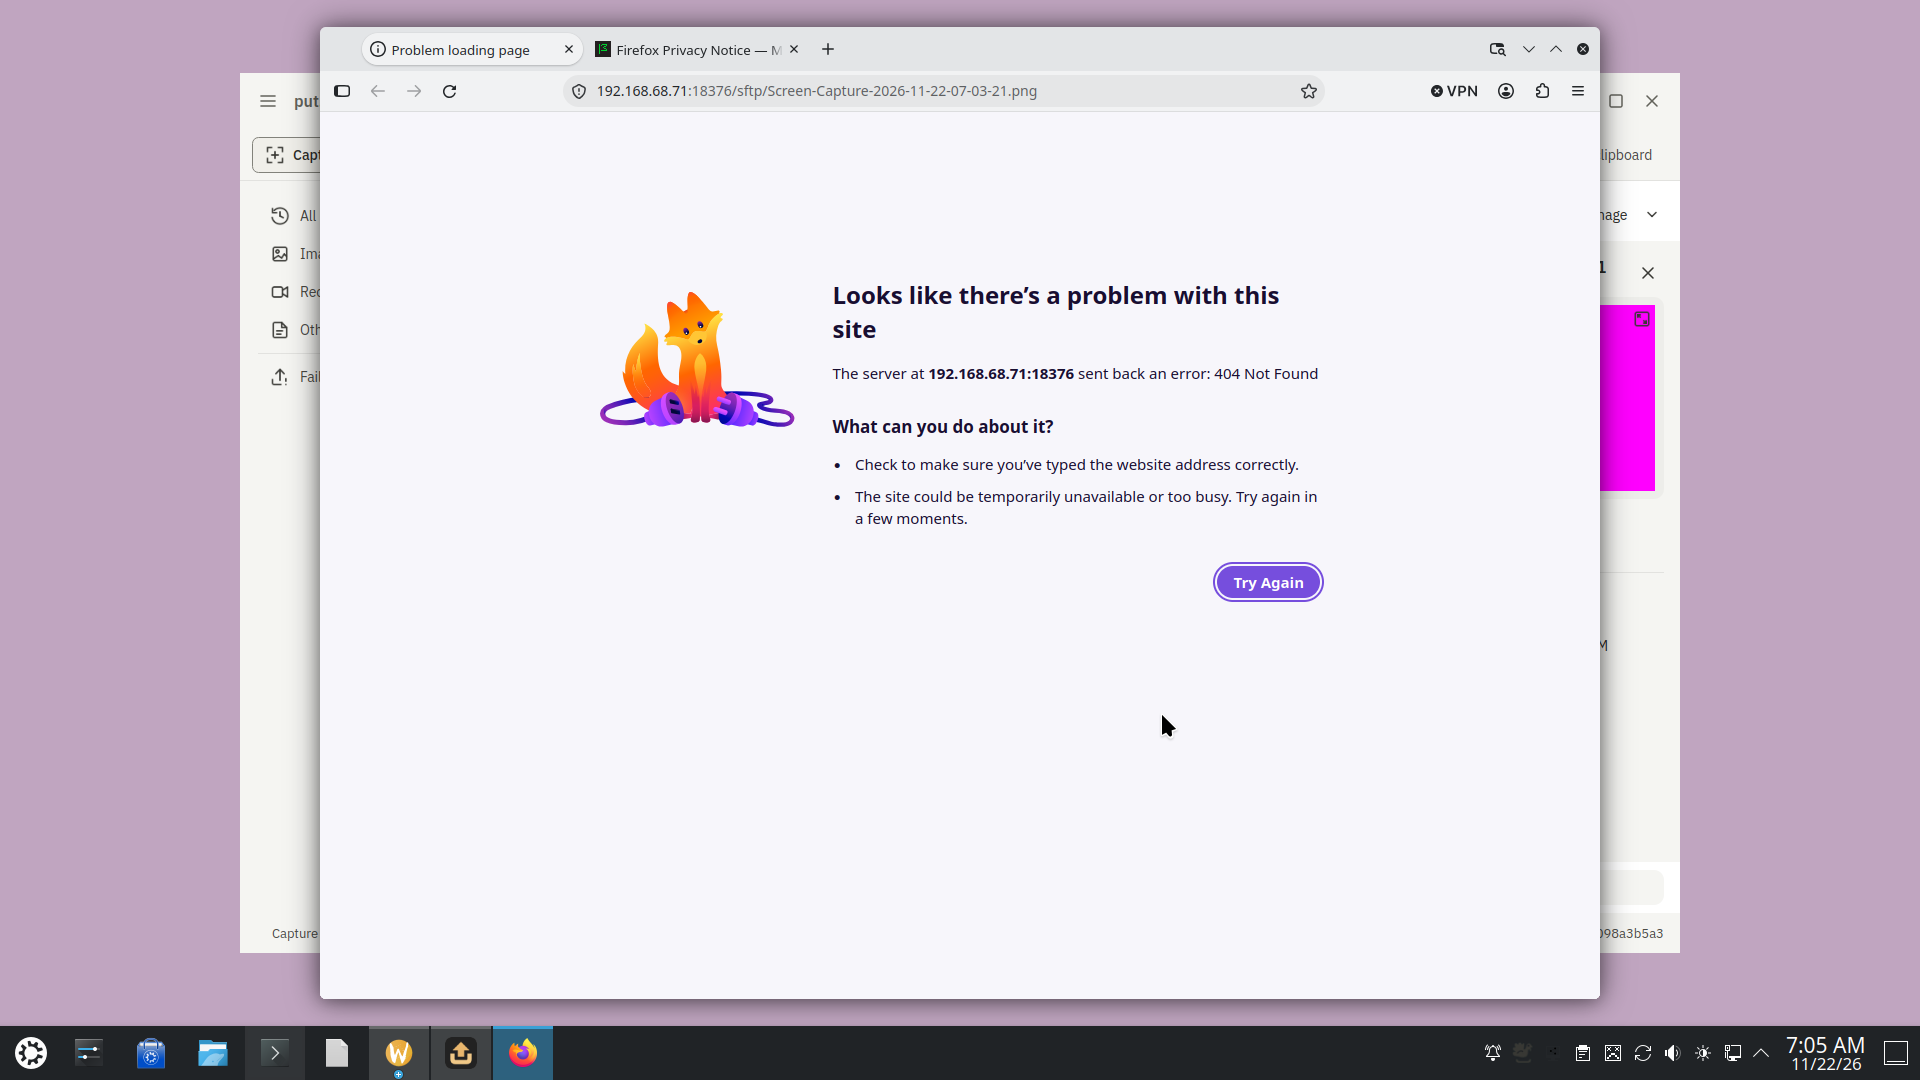 Problem loading page
Firefox Privacy Notice — M
192.168.68.71:18376/sftp/Screen-Capture-2026-11-22-07-03-21.png
VPN
put
Capt
lipboard
All
Ima
Rec
Oth
Fail
nage
1
Looks like there’s a problem with this
site
The server at 192.168.68.71:18376 sent back an error: 404 Not Found
What can you do about it?
• Check to make sure you’ve typed the website address correctly.
• The site could be temporarily unavailable or too busy. Try again in
a few moments.
Try Again
M
Capture
098a3b5a3
7:05 AM
11/22/26